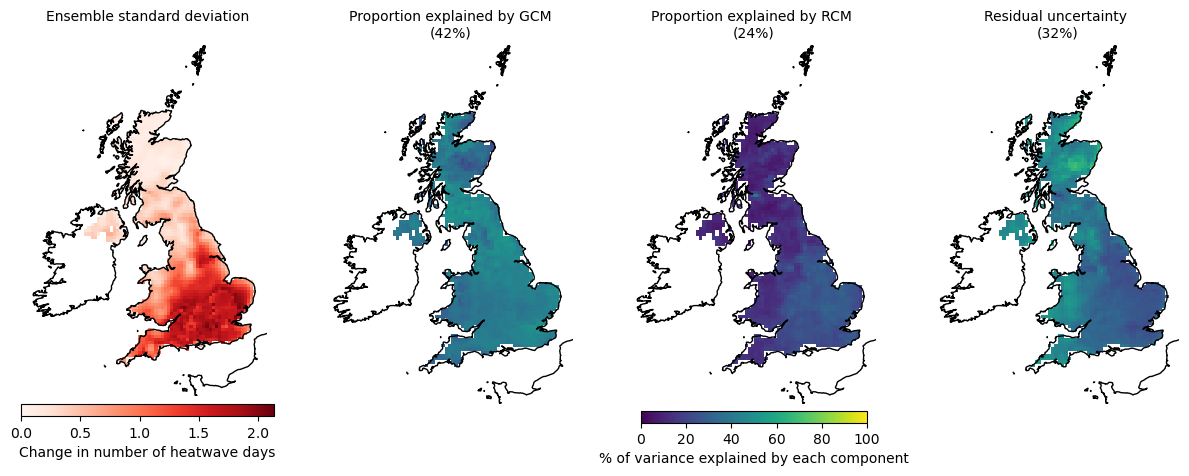 Ensemble standard deviation
Proportion explained by GCM
(42%)
Proportion explained by RCM
(24%)
Residual uncertainty
(32%)
0.0 0.5 1.0 1.5 2.0
Change in number of heatwave days
0 20 40 60 80 100
% of variance explained by each component